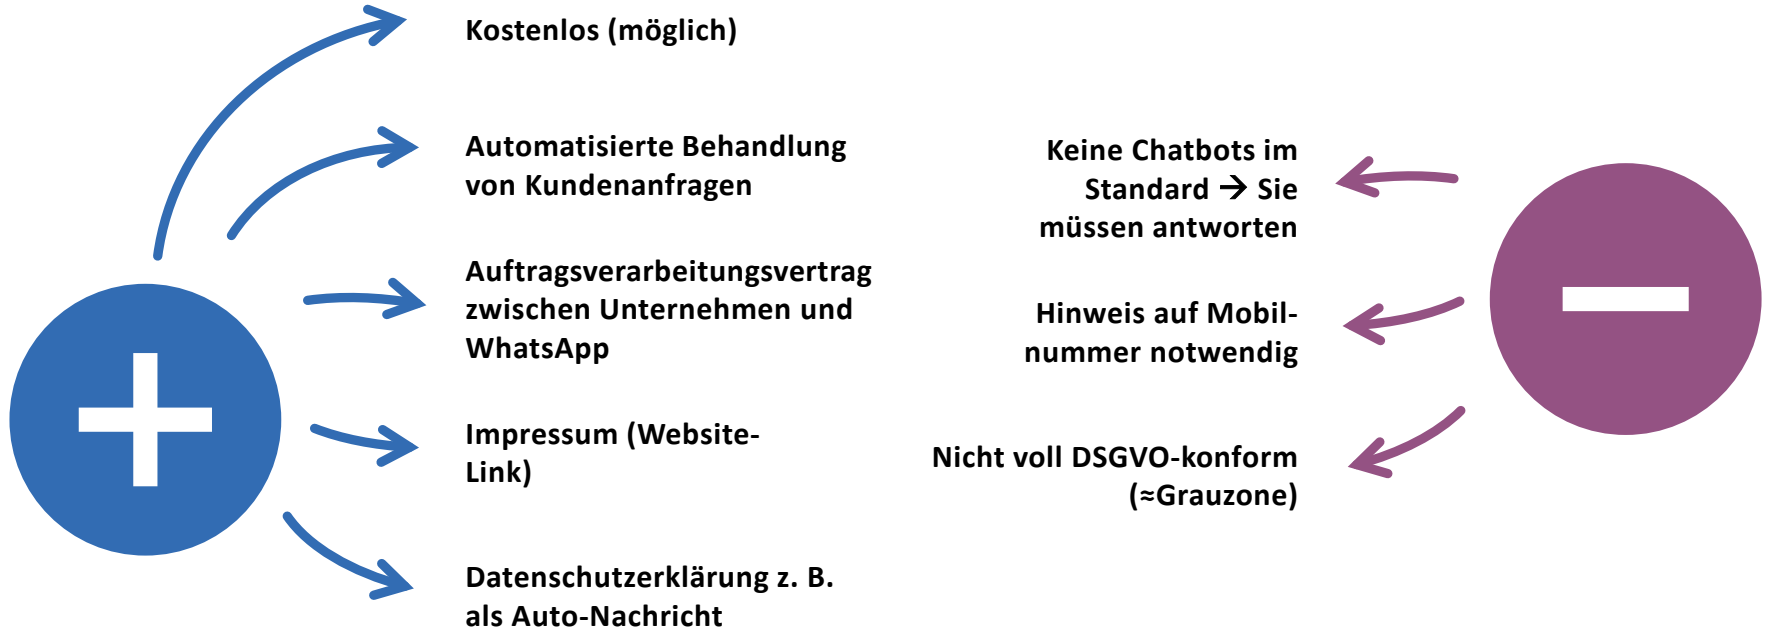 Kostenlos (möglich)
Automatisierte Behandlung
von Kundenanfragen
Auftragsverarbeitungsvertrag
zwischen Unternehmen und
WhatsApp
Impressum (Website-
Link)
Datenschutzerklärung z. B.
als Auto-Nachricht
Keine Chatbots im
Standard → Sie
müssen antworten
Hinweis auf Mobil-
nummer notwendig
Nicht voll DSGVO-konform
(≈Grauzone)